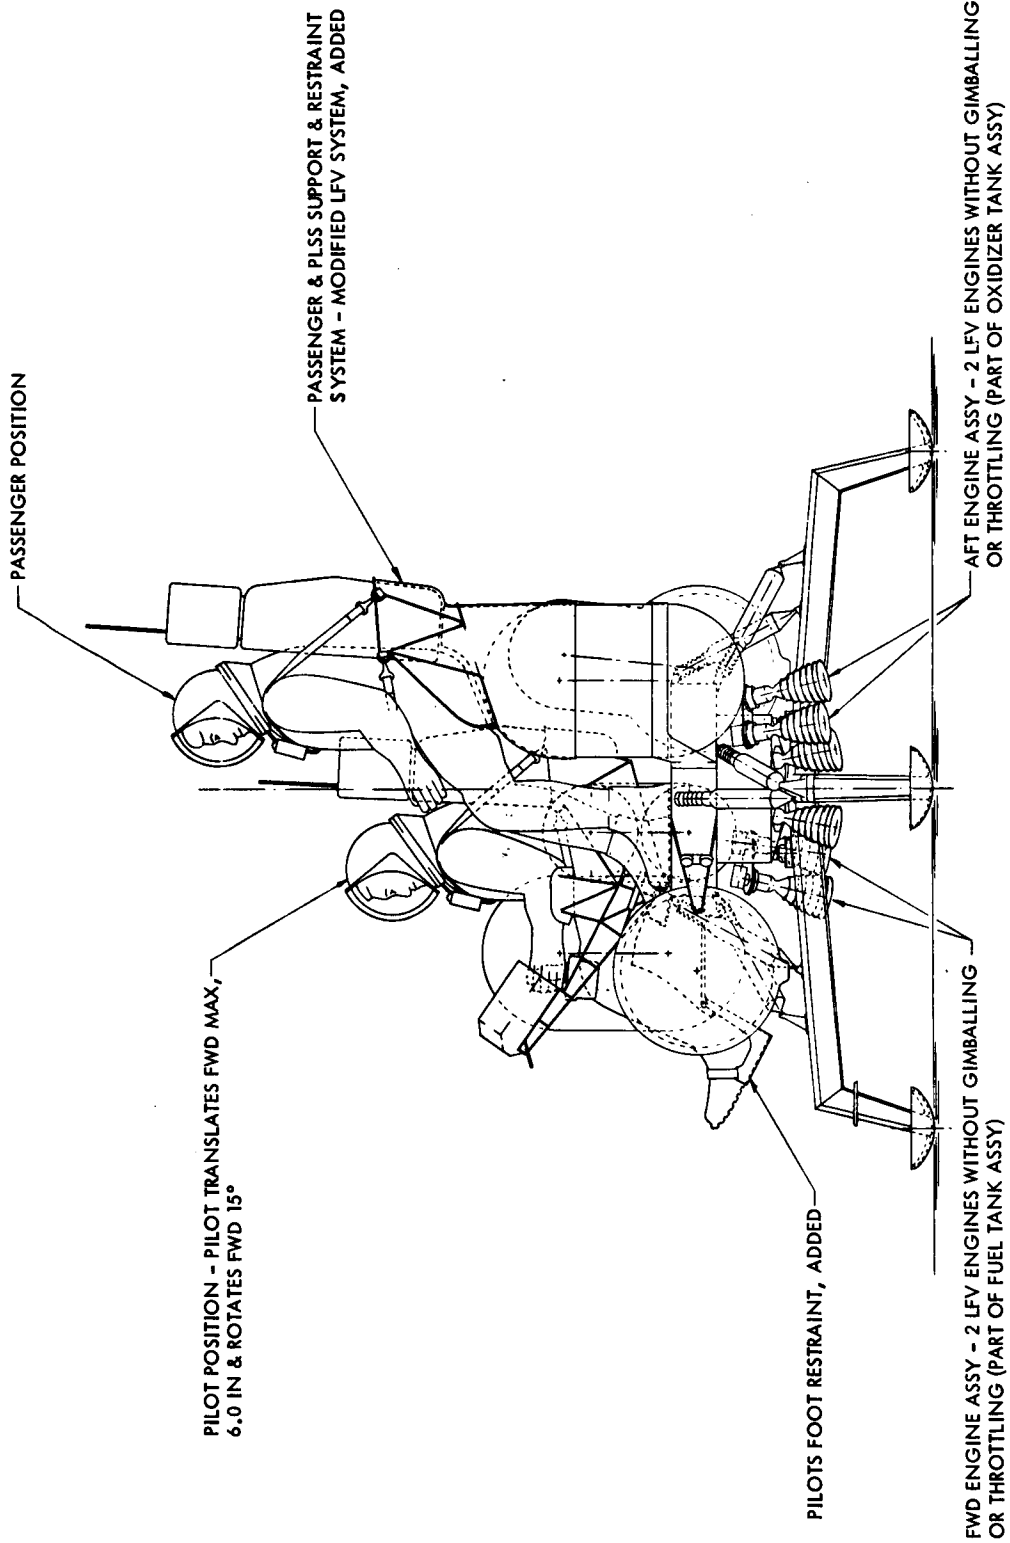 PASSENGER POSITION
PILOT POSITION - PILOT TRANSLATES FWD MAX,
6.0 IN & ROTATES FWD 15°
PASSENGER & PLSS SUPPORT & RESTRAINT
SYSTEM - MODIFIED LFV SYSTEM, ADDED
PILOTS FOOT RESTRAINT, ADDED
FWD ENGINE ASSY - 2 LFV ENGINES WITHOUT GIMBALLING
OR THROTTLING (PART OF FUEL TANK ASSY)
AFT ENGINE ASSY - 2 LFV ENGINES WITHOUT GIMBALLING
OR THROTTLING (PART OF OXIDIZER TANK ASSY)